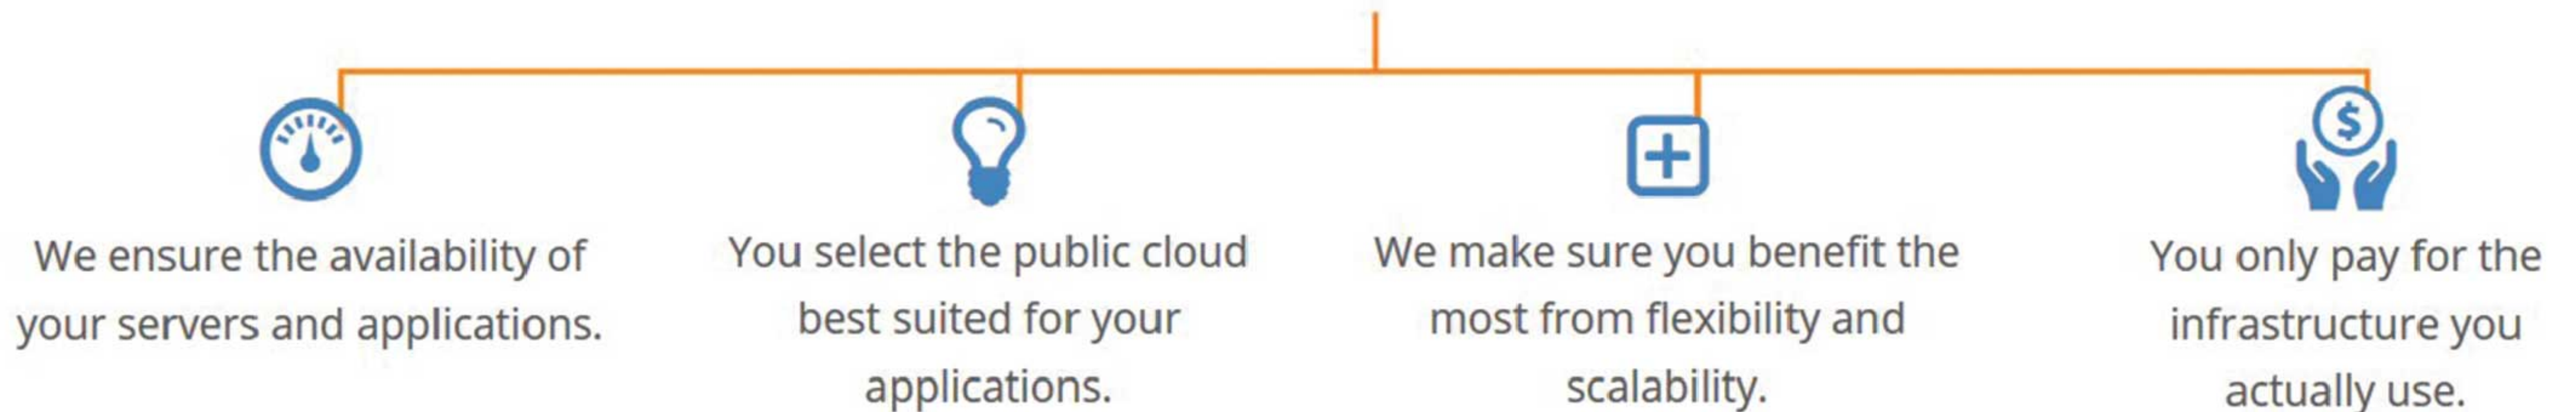 We ensure the availability of
your servers and applications.
You select the public cloud
best suited for your
applications.
We make sure you benefit the
most from flexibility and
scalability.
$
You only pay for the
infrastructure you
actually use.